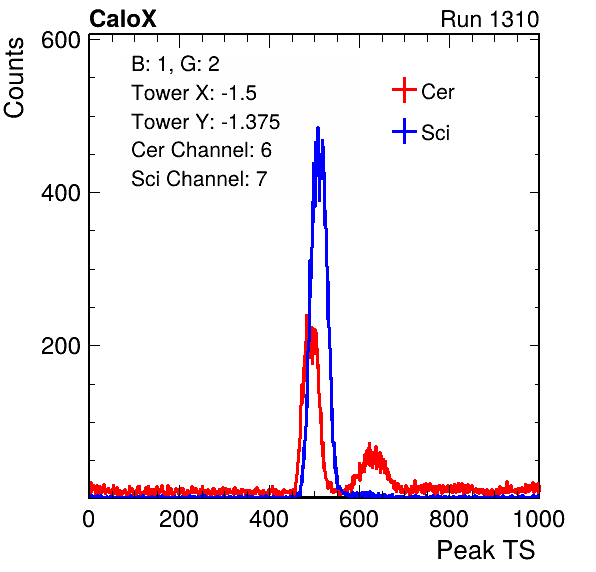 CaloX Run 1310
Counts
600
400
200
B: 1, G: 2
Tower X: -1.5
Tower Y: -1.375
Cer Channel: 6
Sci Channel: 7
Cer
Sci
0 200 400 600 800 1000
Peak TS